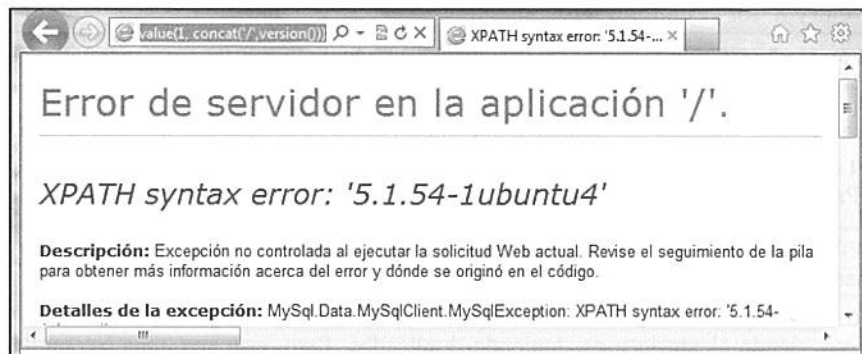 value(1, concat('/',version()))
XPATH syntax error: '5.1.54-...
Error de servidor en la aplicación '/'.
XPATH syntax error: '5.1.54-1ubuntu4'
Descripción: Excepción no controlada al ejecutar la solicitud Web actual. Revise el seguimiento de la pila
para obtener más información acerca del error y dónde se originó en el código.
Detalles de la excepción: MySql.Data.MySqlClient.MySqlException: XPATH syntax error: '5.1.54-